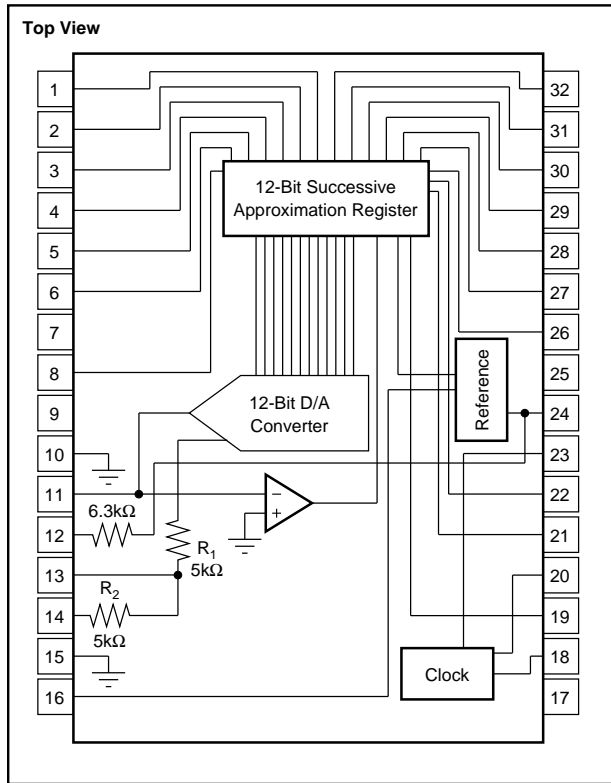 Top View
1
2
3
4
5
6
7
8
9
10
11
12
13
14
15
16
32
31
30
29
28
27
26
25
24
23
22
21
20
19
18
17
12-Bit Successive
Approximation Register
12-Bit D/A
Converter
Reference
–
+
6.3kΩ
R1
5kΩ
R2
5kΩ
Clock